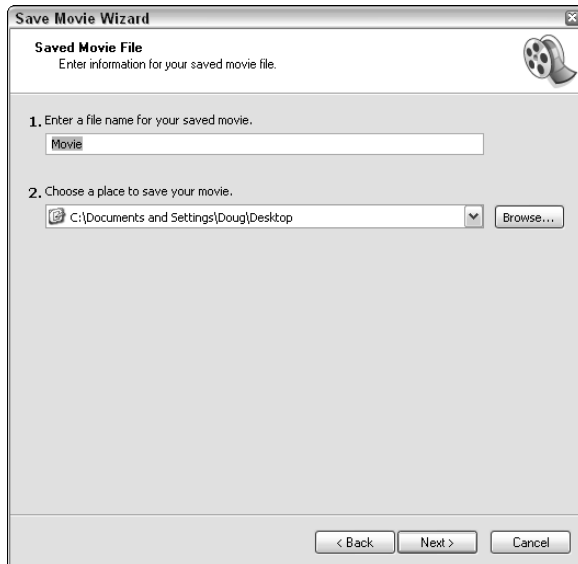 Save Movie Wizard
Saved Movie File
Enter information for your saved movie file.
1. Enter a file name for your saved movie.
Movie
2. Choose a place to save your movie.
C:\Documents and Settings\Doug\Desktop
Browse...
< Back
Next >
Cancel